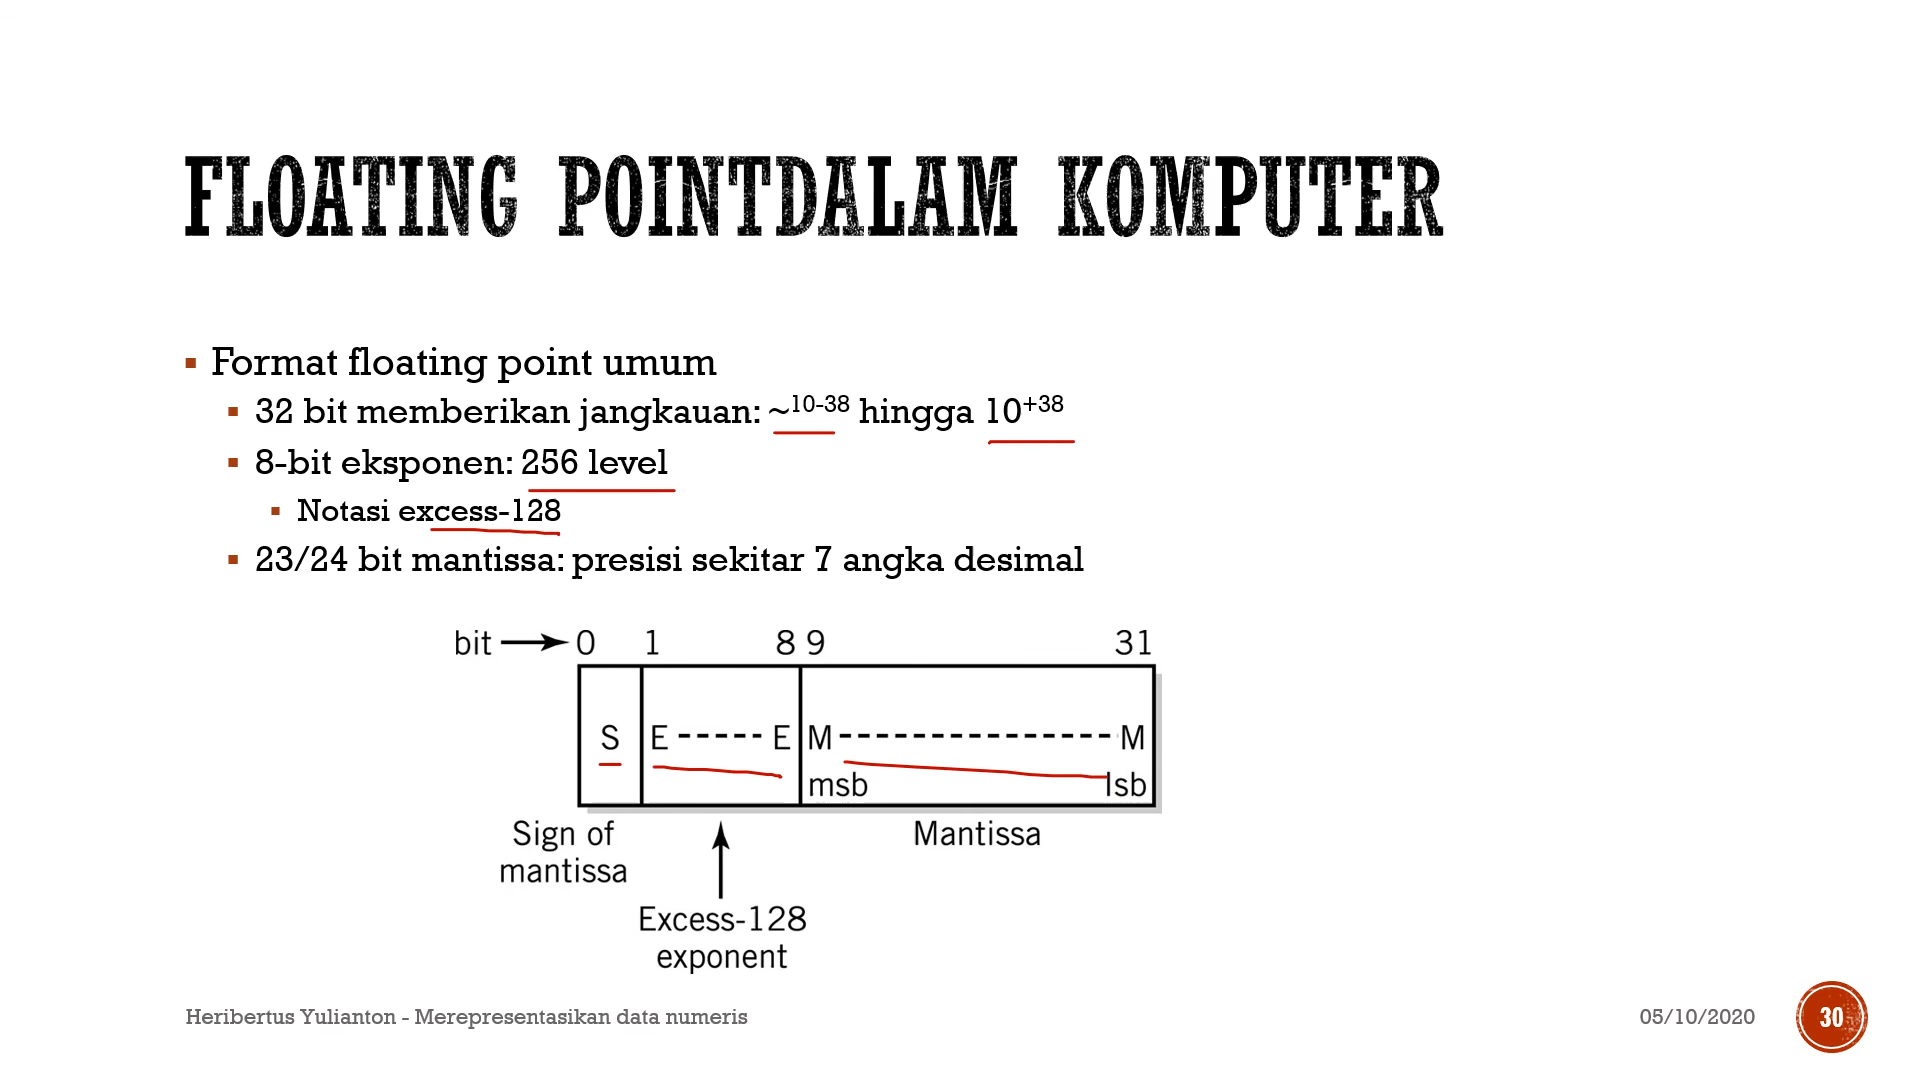 FLOATING POINTDALAM KOMPUTER
Format floating point umum
32 bit memberikan jangkauan: ~10-38 hingga 10+38
8-bit eksponen: 256 level
Notasi excess-128
23/24 bit mantissa: presisi sekitar 7 angka desimal
bit 0 1 8 9 31
S E E M M
msb lsb
Sign of
mantissa
Mantissa
Excess-128
exponent
Heribertus Yulianton - Merepresentasikan data numeris 05/10/2020 30